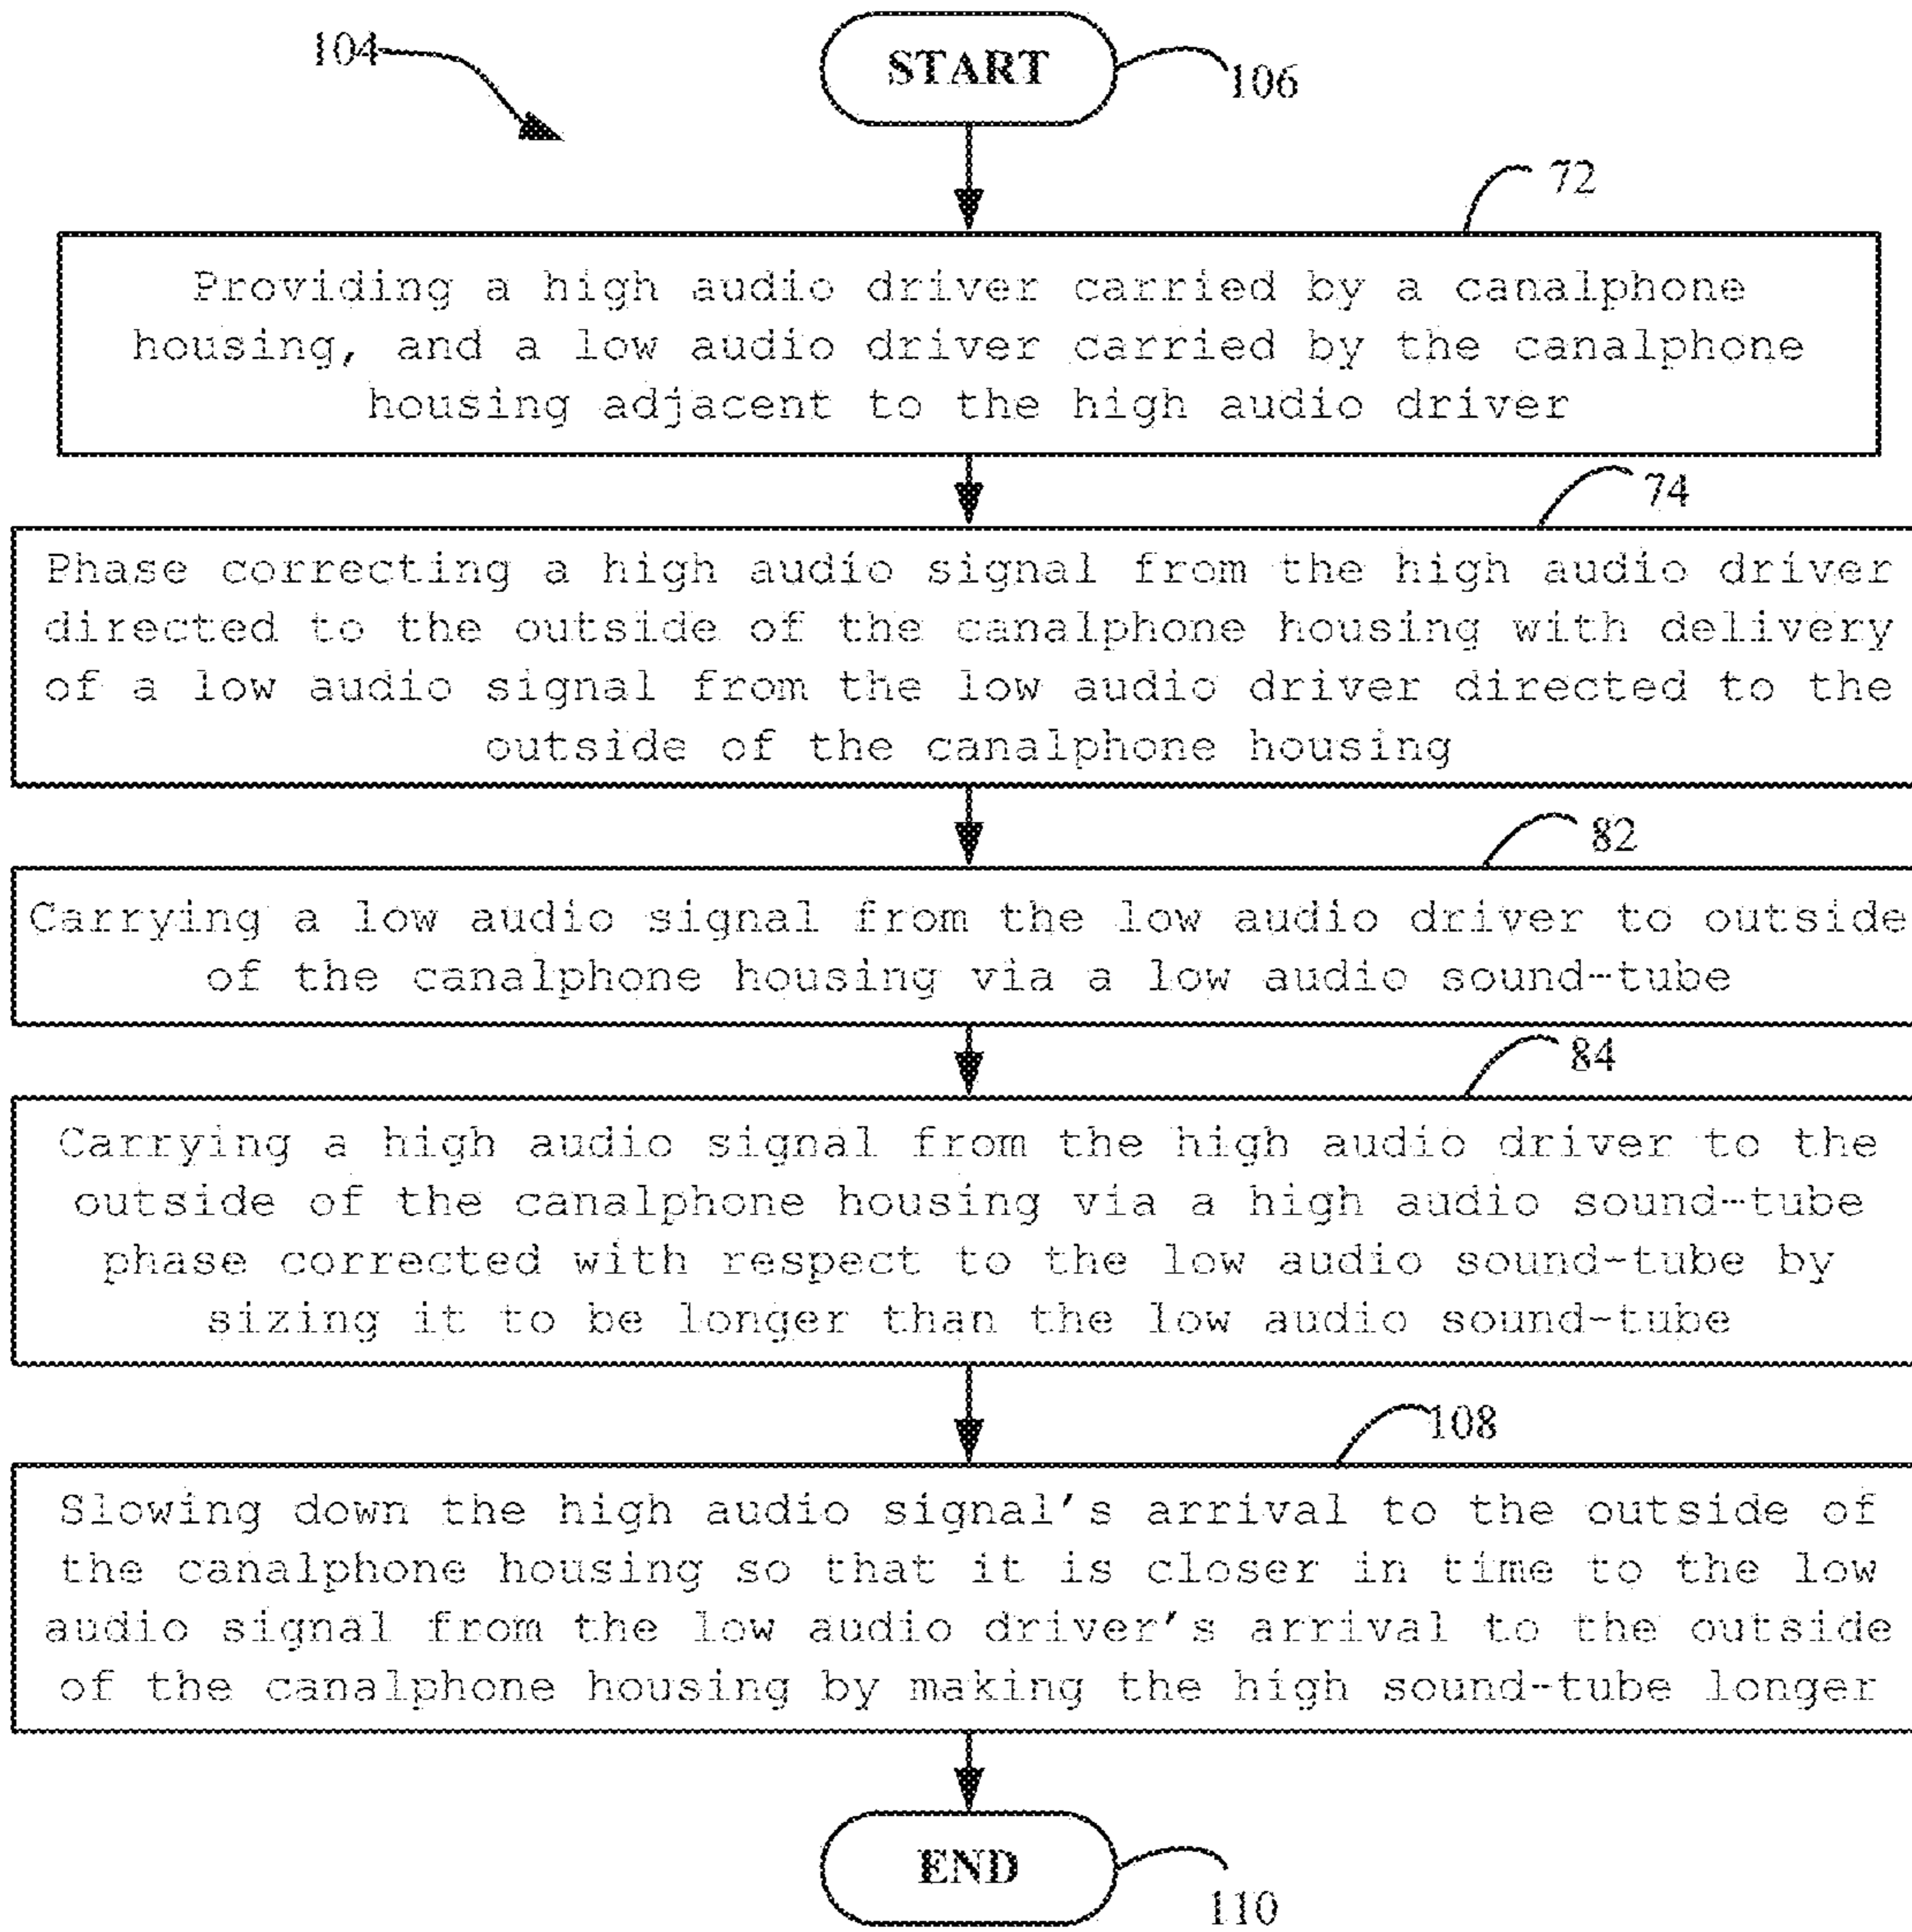 104
START
106
72
Providing a high audio driver carried by a canalphone
housing, and a low audio driver carried by the canalphone
housing adjacent to the high audio driver
74
Phase correcting a high audio signal from the high audio driver
directed to the outside of the canalphone housing with delivery
of a low audio signal from the low audio driver directed to the
outside of the canalphone housing
82
Carrying a low audio signal from the low audio driver to outside
of the canalphone housing via a low audio sound-tube
84
Carrying a high audio signal from the high audio driver to the
outside of the canalphone housing via a high audio sound-tube
phase corrected with respect to the low audio sound-tube by
sizing it to be longer than the low audio sound-tube
108
Slowing down the high audio signal's arrival to the outside of
the canalphone housing so that it is closer in time to the low
audio signal from the low audio driver's arrival to the outside
of the canalphone housing by making the high sound-tube longer
END
110